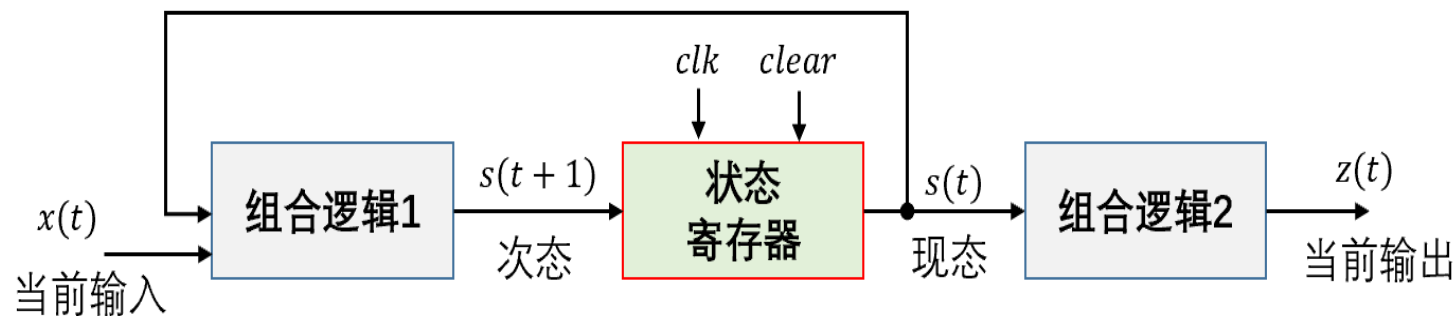 clk
clear
x(t)
当前输入
组合逻辑1
s(t + 1)
次态
状态
寄存器
s(t)
现态
组合逻辑2
z(t)
当前输出